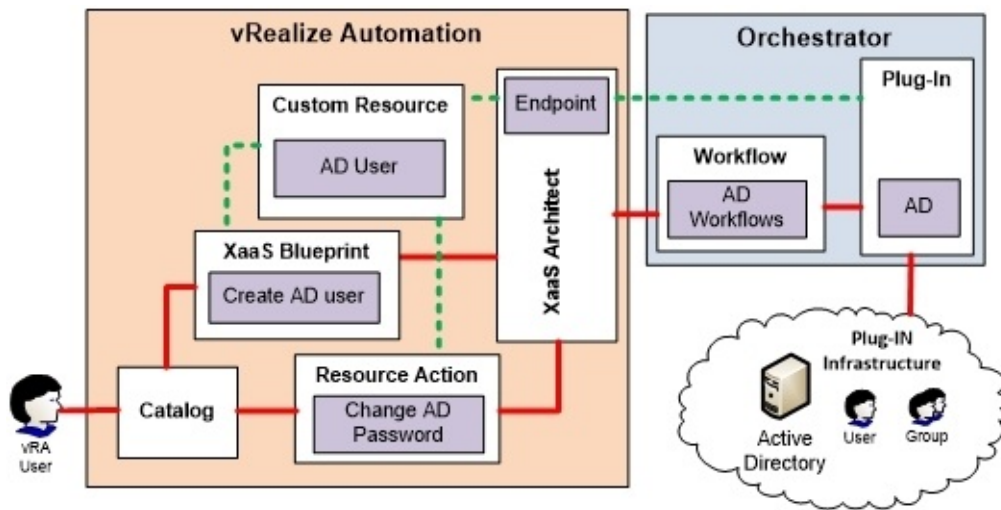 vRealize Automation
Orchestrator
Custom Resource
AD User
Endpoint
Plug-In
Workflow
AD
Workflows
AD
XaaS Architect
XaaS Blueprint
Create AD user
Resource Action
Change AD
Password
Catalog
vRA
User
Plug-IN
Infrastructure
Active
Directory
User
Group